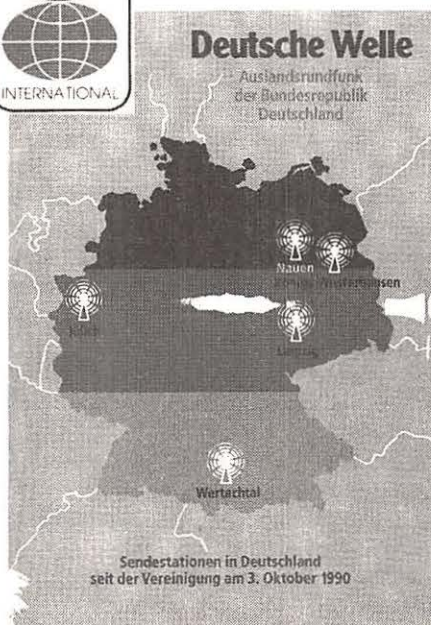 INTERNATIONAL
Deutsche Welle
Auslandsrundfunk
der Bundesrepublik
Deutschland
Nauen
Wusterhausen
Leipzig
Wertachtal
Sendestationen in Deutschland
seit der Vereinigung am 3. Oktober 1990